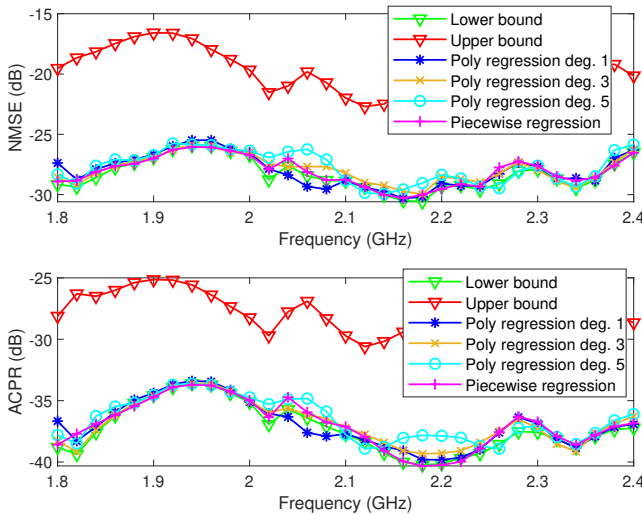 Lower bound
Upper bound
Poly regression deg. 1
Poly regression deg. 3
Poly regression deg. 5
Piecewise regression
NMSE (dB)
-15
-20
-25
-30
1.8
1.9
2
2.1
2.2
2.3
2.4
Frequency (GHz)
Lower bound
Upper bound
Poly regression deg. 1
Poly regression deg. 3
Poly regression deg. 5
Piecewise regression
ACPR (dB)
-25
-30
-35
-40
1.8
1.9
2
2.1
2.2
2.3
2.4
Frequency (GHz)